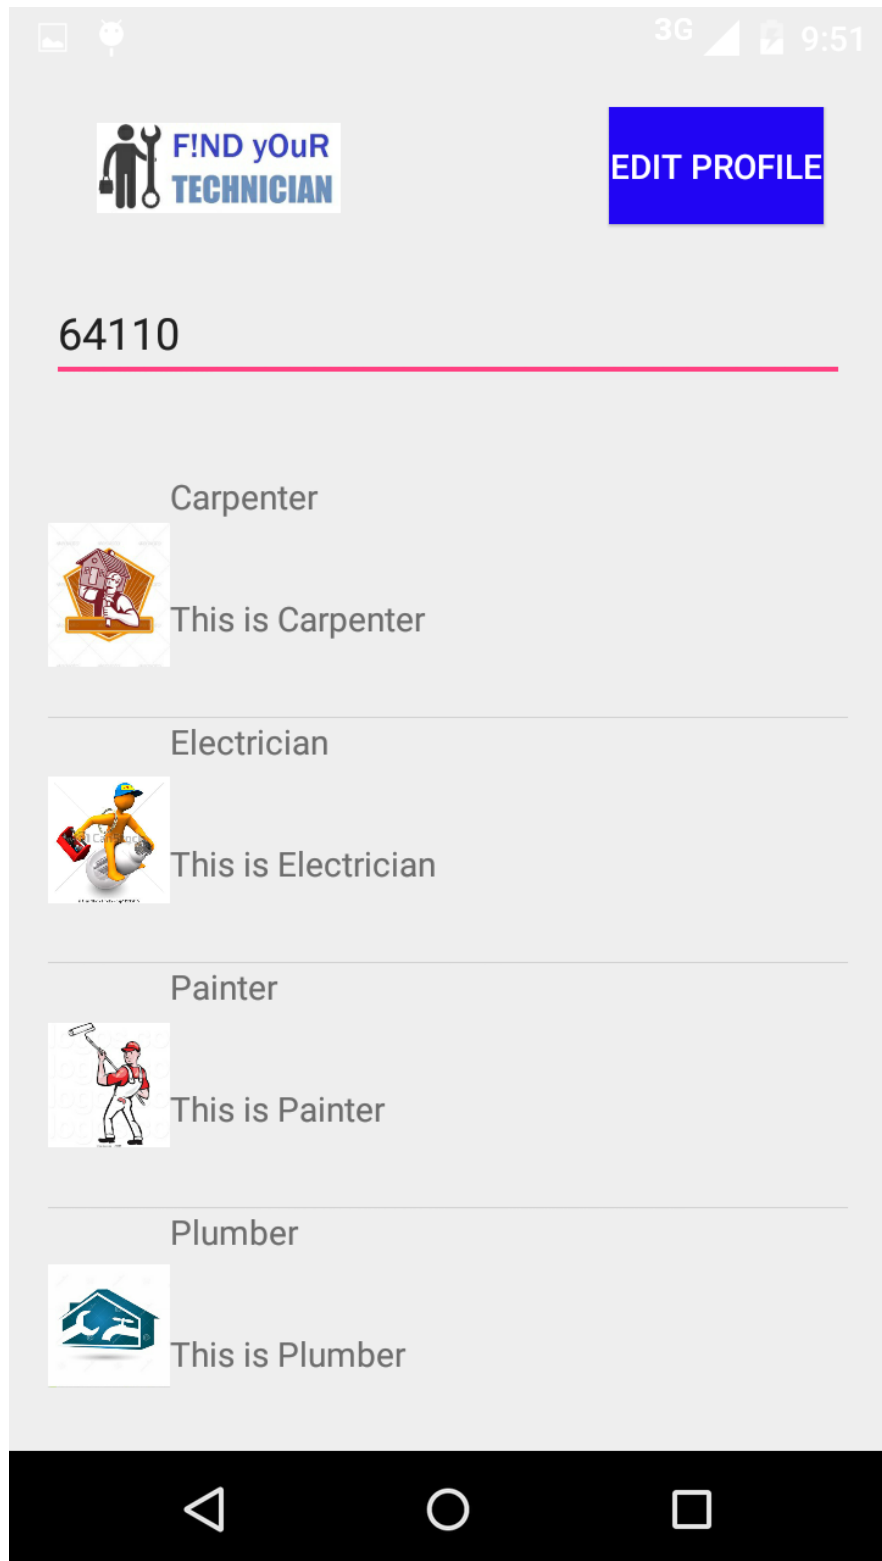 3G 9:51
F!ND yOuR
TECHNICIAN
EDIT PROFILE
64110
Carpenter
This is Carpenter
Electrician
This is Electrician
Painter
This is Painter
Plumber
This is Plumber